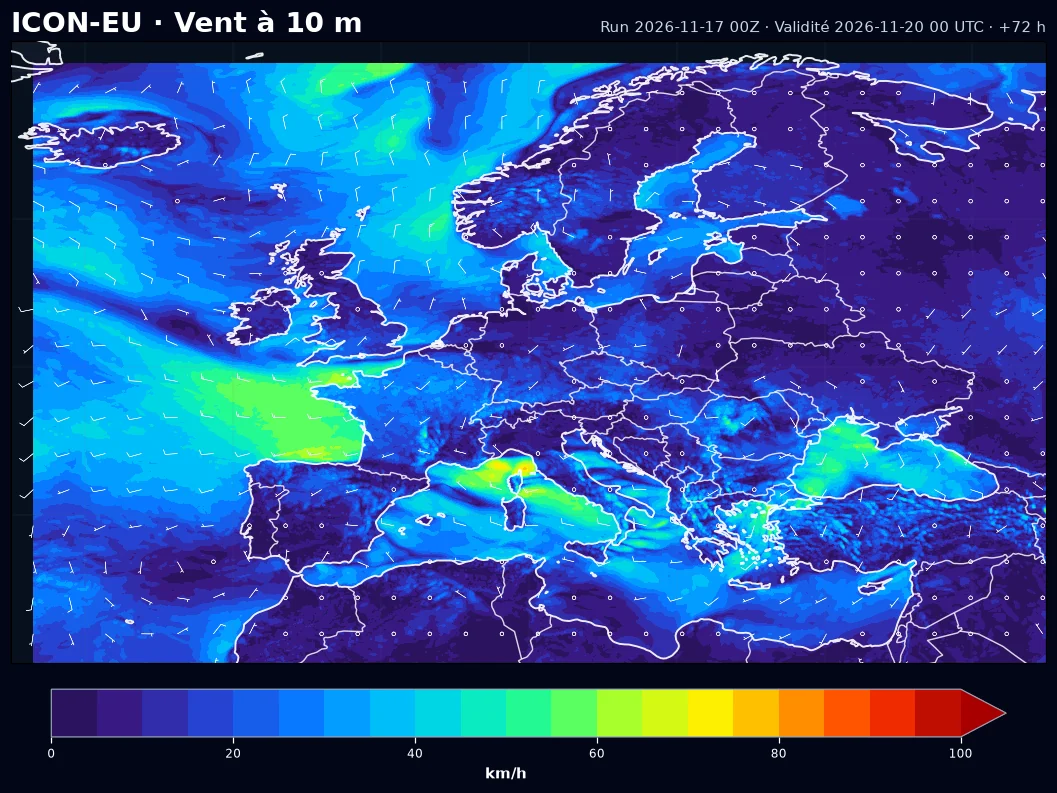 ICON-EU · Vent à 10 m
Run 2026-11-17 00Z · Validité 2026-11-20 00 UTC · +72 h
0 20 40 60 80 100
km/h